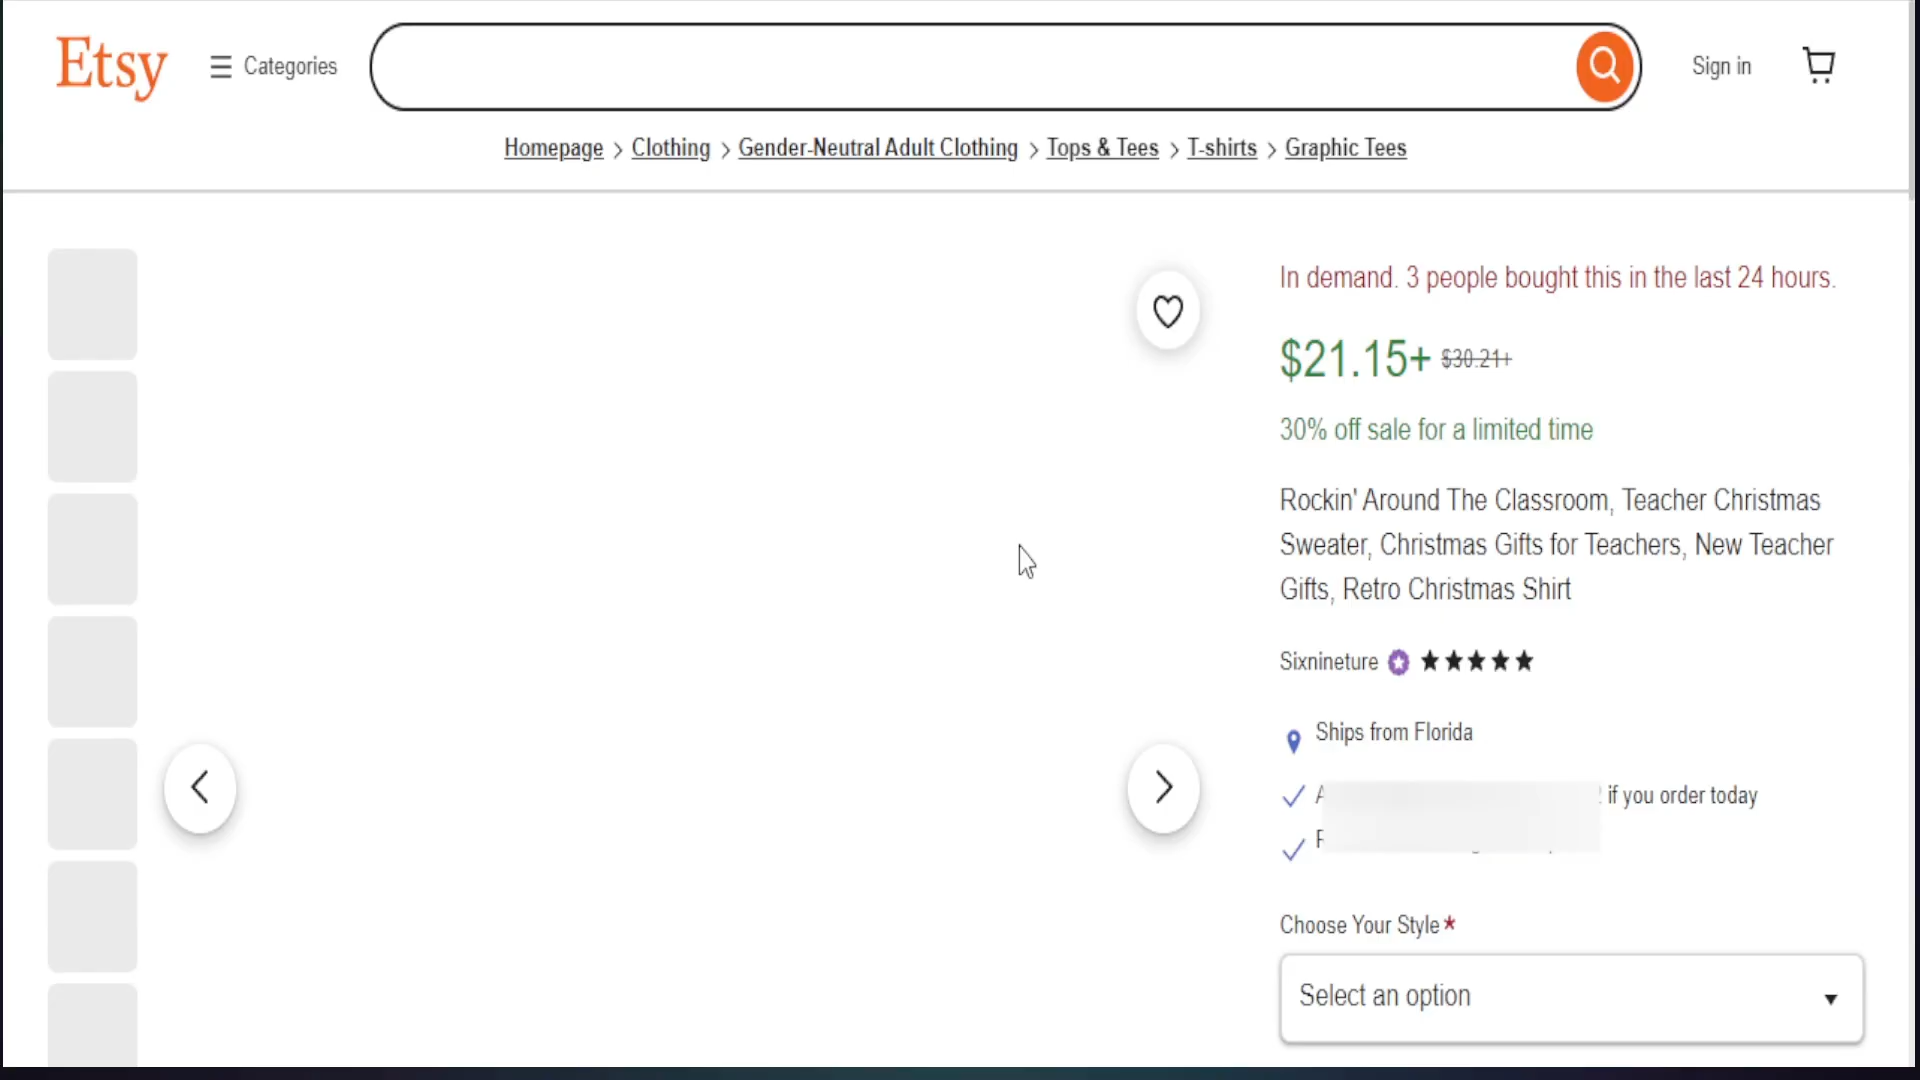 Etsy
Categories
Sign in
Homepage > Clothing > Gender-Neutral Adult Clothing > Tops & Tees > T-shirts > Graphic Tees
In demand. 3 people bought this in the last 24 hours.
$21.15+ $30.21+
30% off sale for a limited time
Rockin' Around The Classroom, Teacher Christmas
Sweater, Christmas Gifts for Teachers, New Teacher
Gifts, Retro Christmas Shirt
Sixnineture
Ships from Florida
if you order today
Choose Your Style*
Select an option